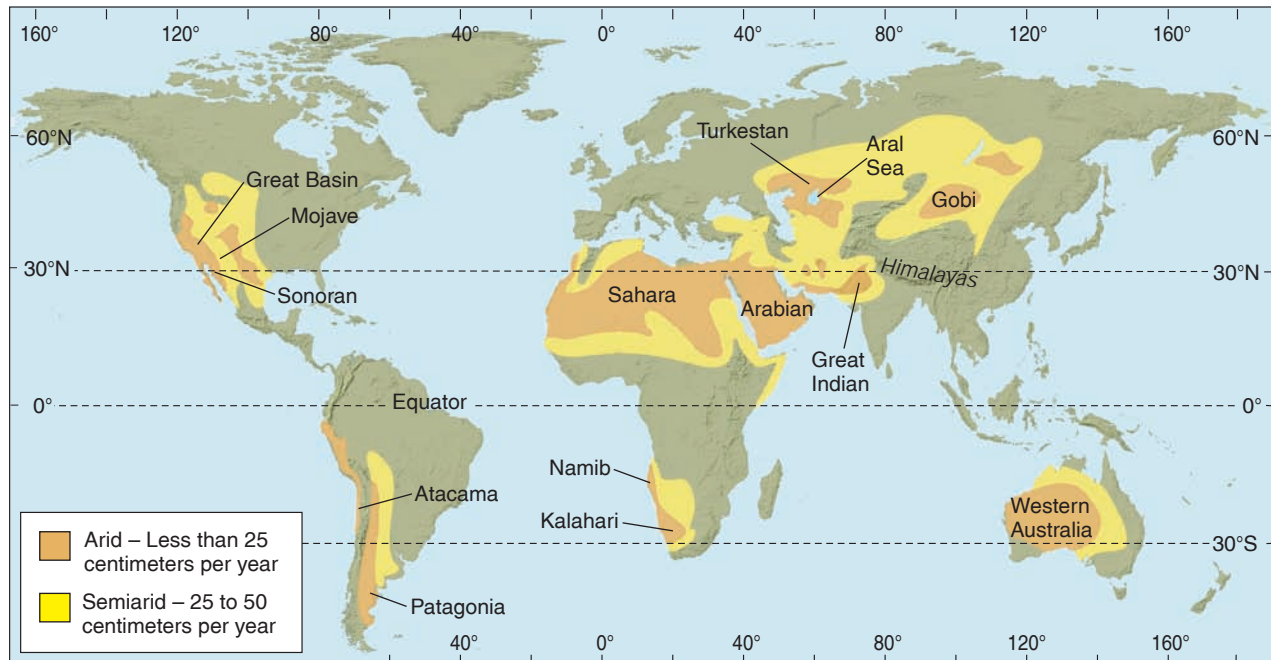 160° 120° 80° 40° 0° 40° 80° 120° 160°
60°N 60°N
Turkestan
Aral
Sea
Great Basin
Gobi
Mojave
30°N 30°N
Himalayas
Sonoran
Sahara
Arabian
Great
Indian
Equator
0° 0°
Namib
Atacama
Western
Australia
Kalahari
30°S
Arid – Less than 25
centimeters per year
Semiarid – 25 to 50
centimeters per year
Patagonia
40° 0° 40° 80° 120° 160°